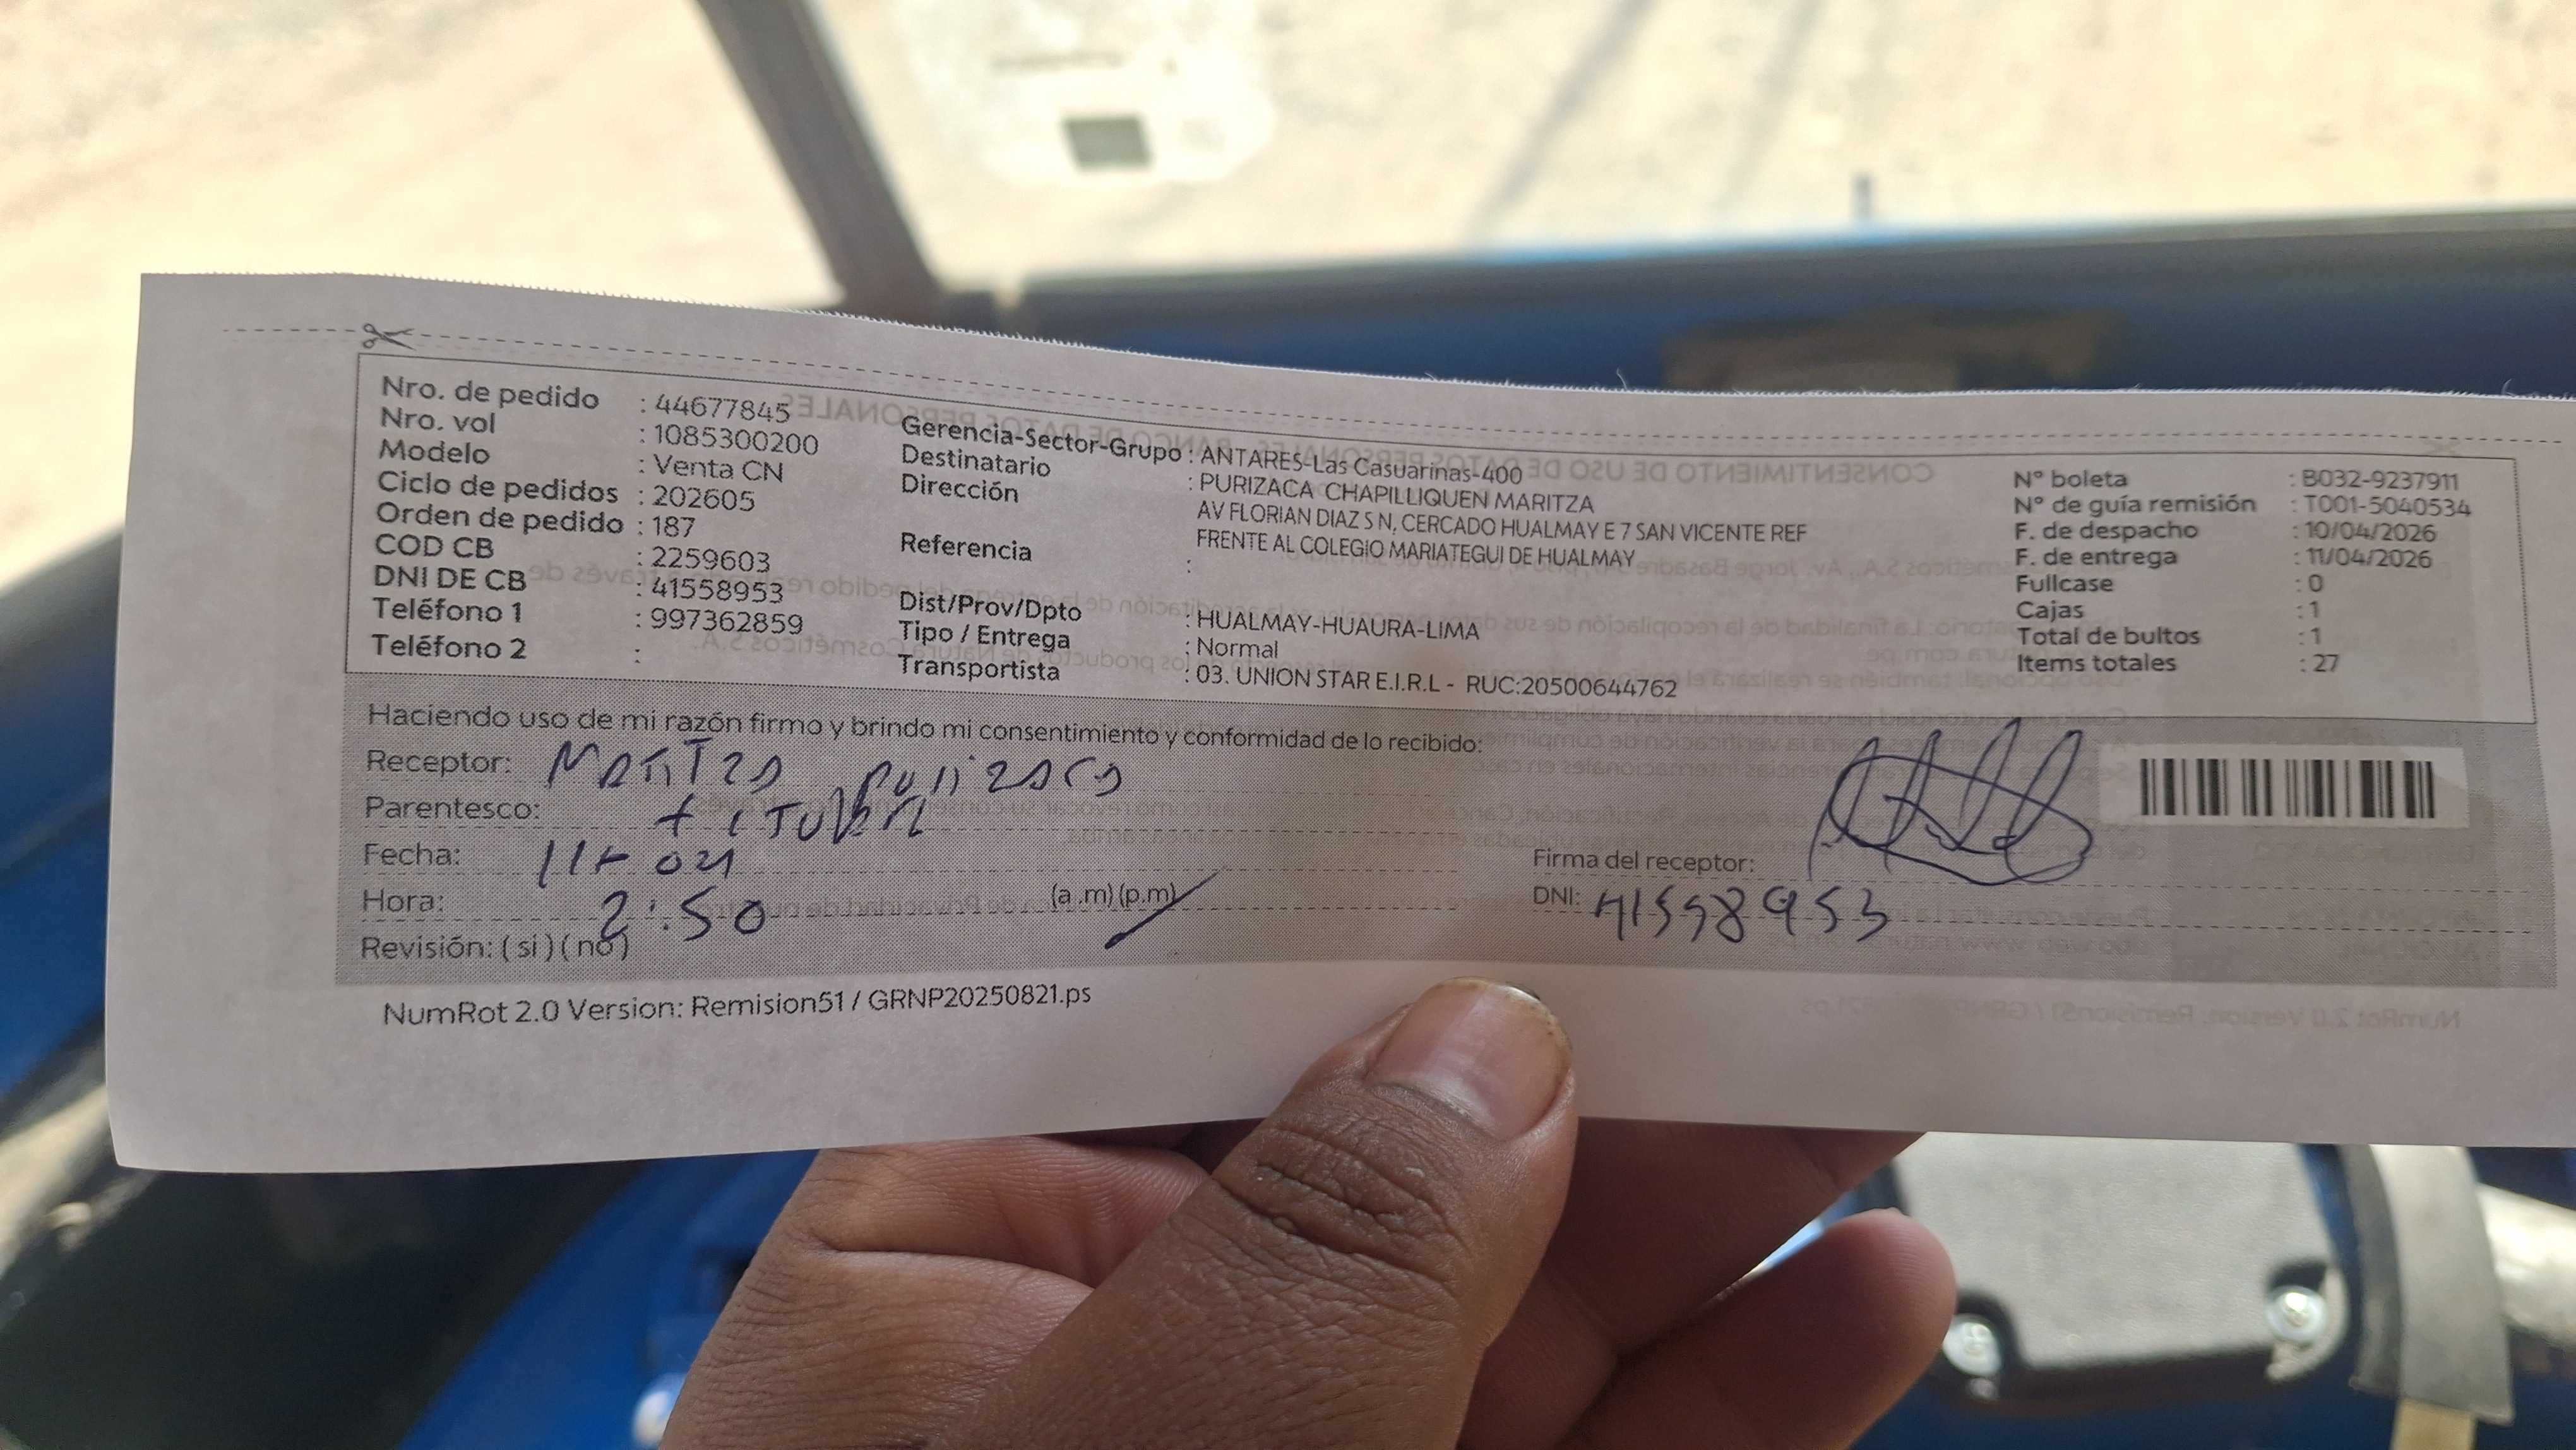 Nro. de pedido : 44677845
Nro. vol : 1085300200
Modelo : Venta CN
Ciclo de pedidos : 202605
Orden de pedido : 187
COD CB : 2259603
DNI DE CB : 41558953
Teléfono 1 : 997362859
Teléfono 2 :
Gerencia-Sector-Grupo : ANTARES-Las Casuarinas-400
Destinatario : PURIZACA CHAPILLIQUEN MARITZA
Dirección AV FLORIAN DIAZ S N, CERCADO HUALMAY E 7 SAN VICENTE REF
FRENTE AL COLEGIO MARIATEGUI DE HUALMAY
Referencia :
Dist/Prov/Dpto : HUALMAY-HUAURA-LIMA
Tipo / Entrega : Normal
Transportista : 03. UNION STAR E.I.R.L - RUC:20500644762
N° boleta : B032-9237911
N° de guía remisión : T001-5040534
F. de despacho : 10/04/2026
F. de entrega : 11/04/2026
Fullcase : 0
Cajas : 1
Total de bultos : 1
Items totales : 27
Haciendo uso de mi razón firmo y brindo mi consentimiento y conformidad de lo recibido:
Receptor: Maritza purizaca
Parentesco: titular
Fecha: 11- 04
Hora: 2:50 (a.m)(p.m)
Revisión: (si)(no)
Firma del receptor:
DNI: 41558953
NumRot 2.0 Version: Remision51 / GRNP20250821.ps